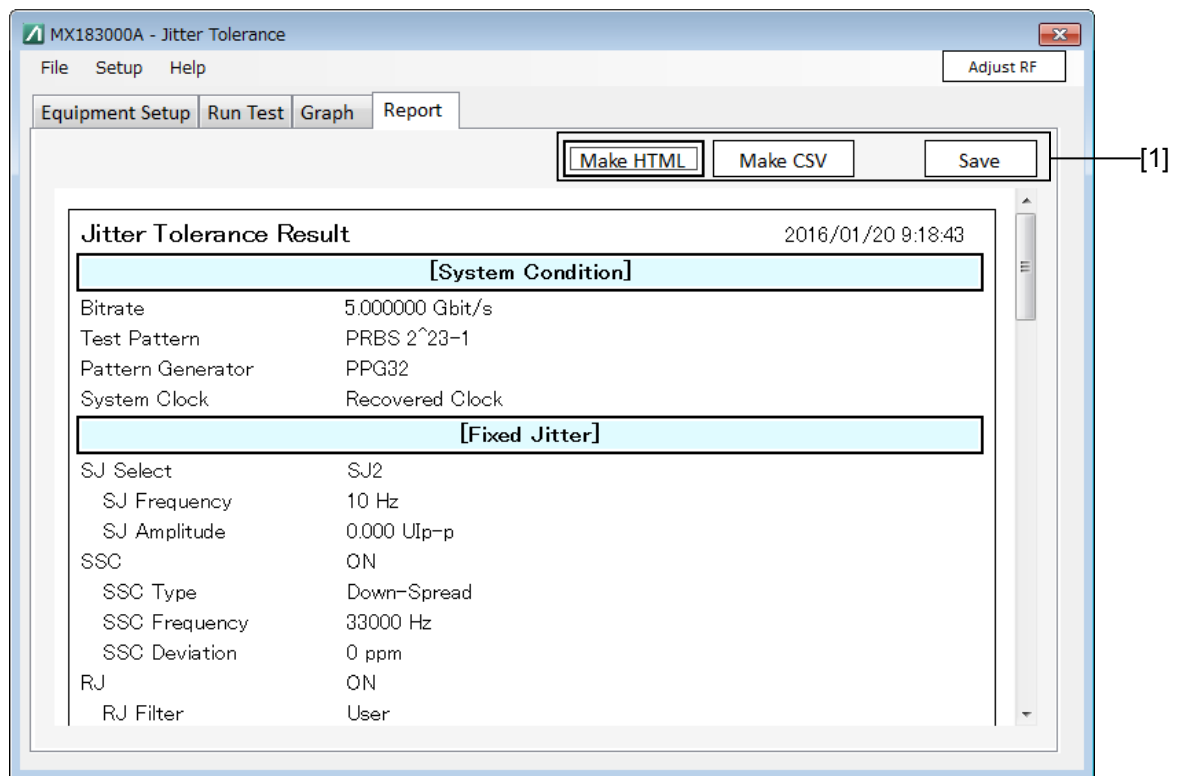 MX183000A - Jitter Tolerance
File Setup Help Adjust RF
Equipment Setup Run Test Graph Report
Make HTML Make CSV Save [1]
Jitter Tolerance Result 2016/01/20 9:18:43
[System Condition]
Bitrate 5.000000 Gbit/s
Test Pattern PRBS 2^23-1
Pattern Generator PPG32
System Clock Recovered Clock
[Fixed Jitter]
SJ Select SJ2
SJ Frequency 10 Hz
SJ Amplitude 0.000 UIp-p
SSC ON
SSC Type Down-Spread
SSC Frequency 33000 Hz
SSC Deviation 0 ppm
RJ ON
RJ Filter User